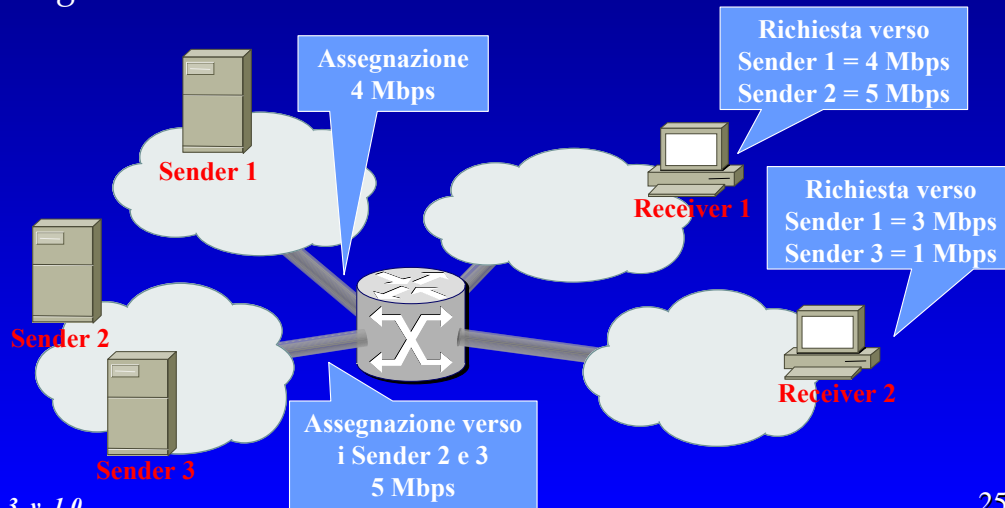 Assegnazione
4 Mbps
Richiesta verso
Sender 1 = 4 Mbps
Sender 2 = 5 Mbps
Sender 1
Receiver 1
Richiesta verso
Sender 1 = 3 Mbps
Sender 3 = 1 Mbps
Sender 2
Receiver 2
Assegnazione verso
i Sender 2 e 3
5 Mbps
Sender 3
25